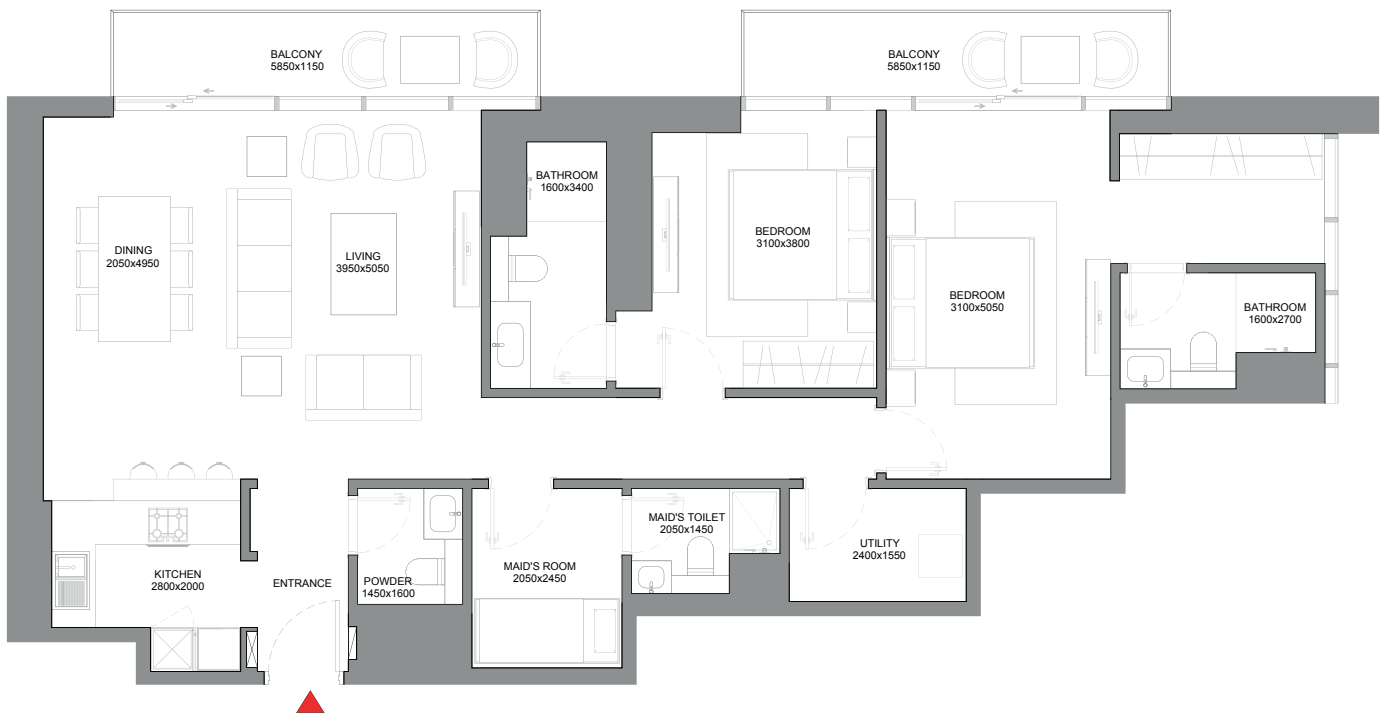 BALCONY
5850x1150
BALCONY
5850x1150
BATHROOM
1600x3400
DINING
2050x4950
LIVING
3950x5050
BEDROOM
3100x3800
BEDROOM
3100x5050
BATHROOM
1600x2700
KITCHEN
2800x2000
ENTRANCE
POWDER
1450x1600
MAID'S ROOM
2050x2450
MAID'S TOILET
2050x1450
UTILITY
2400x1550